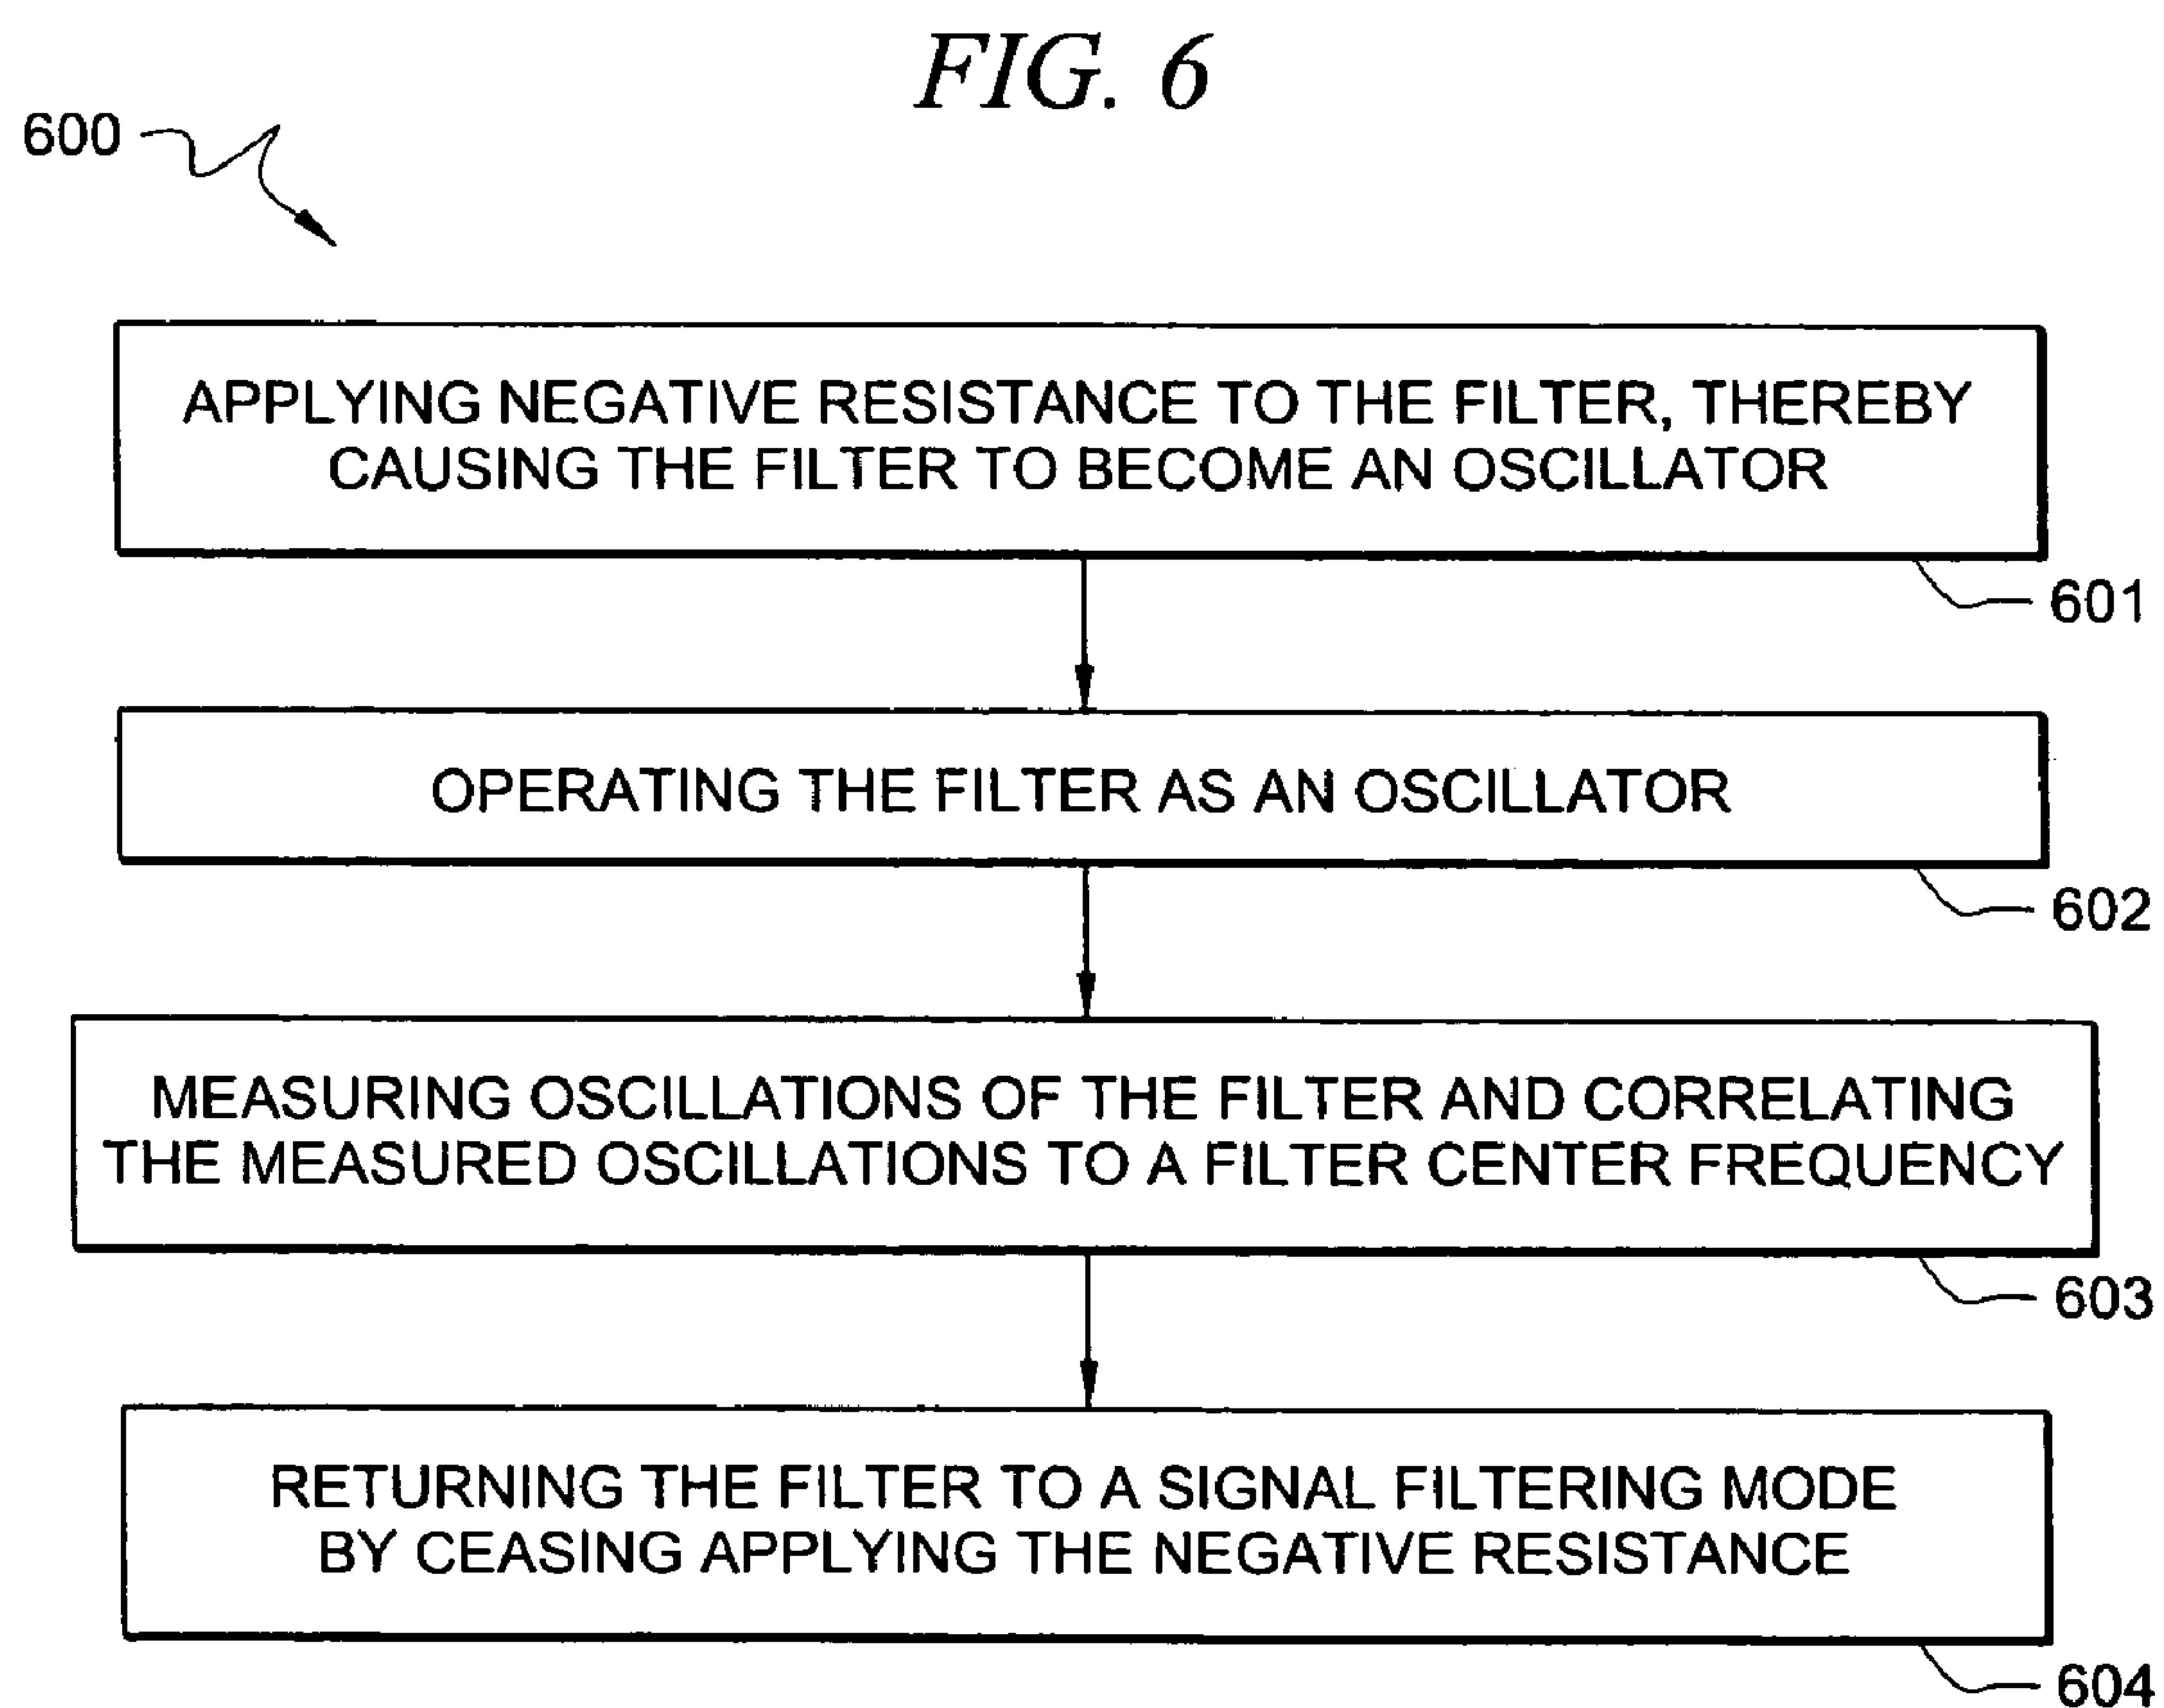 FIG. 6
600
APPLYING NEGATIVE RESISTANCE TO THE FILTER, THEREBY
CAUSING THE FILTER TO BECOME AN OSCILLATOR
601
OPERATING THE FILTER AS AN OSCILLATOR
602
MEASURING OSCILLATIONS OF THE FILTER AND CORRELATING
THE MEASURED OSCILLATIONS TO A FILTER CENTER FREQUENCY
603
RETURNING THE FILTER TO A SIGNAL FILTERING MODE
BY CEASING APPLYING THE NEGATIVE RESISTANCE
604